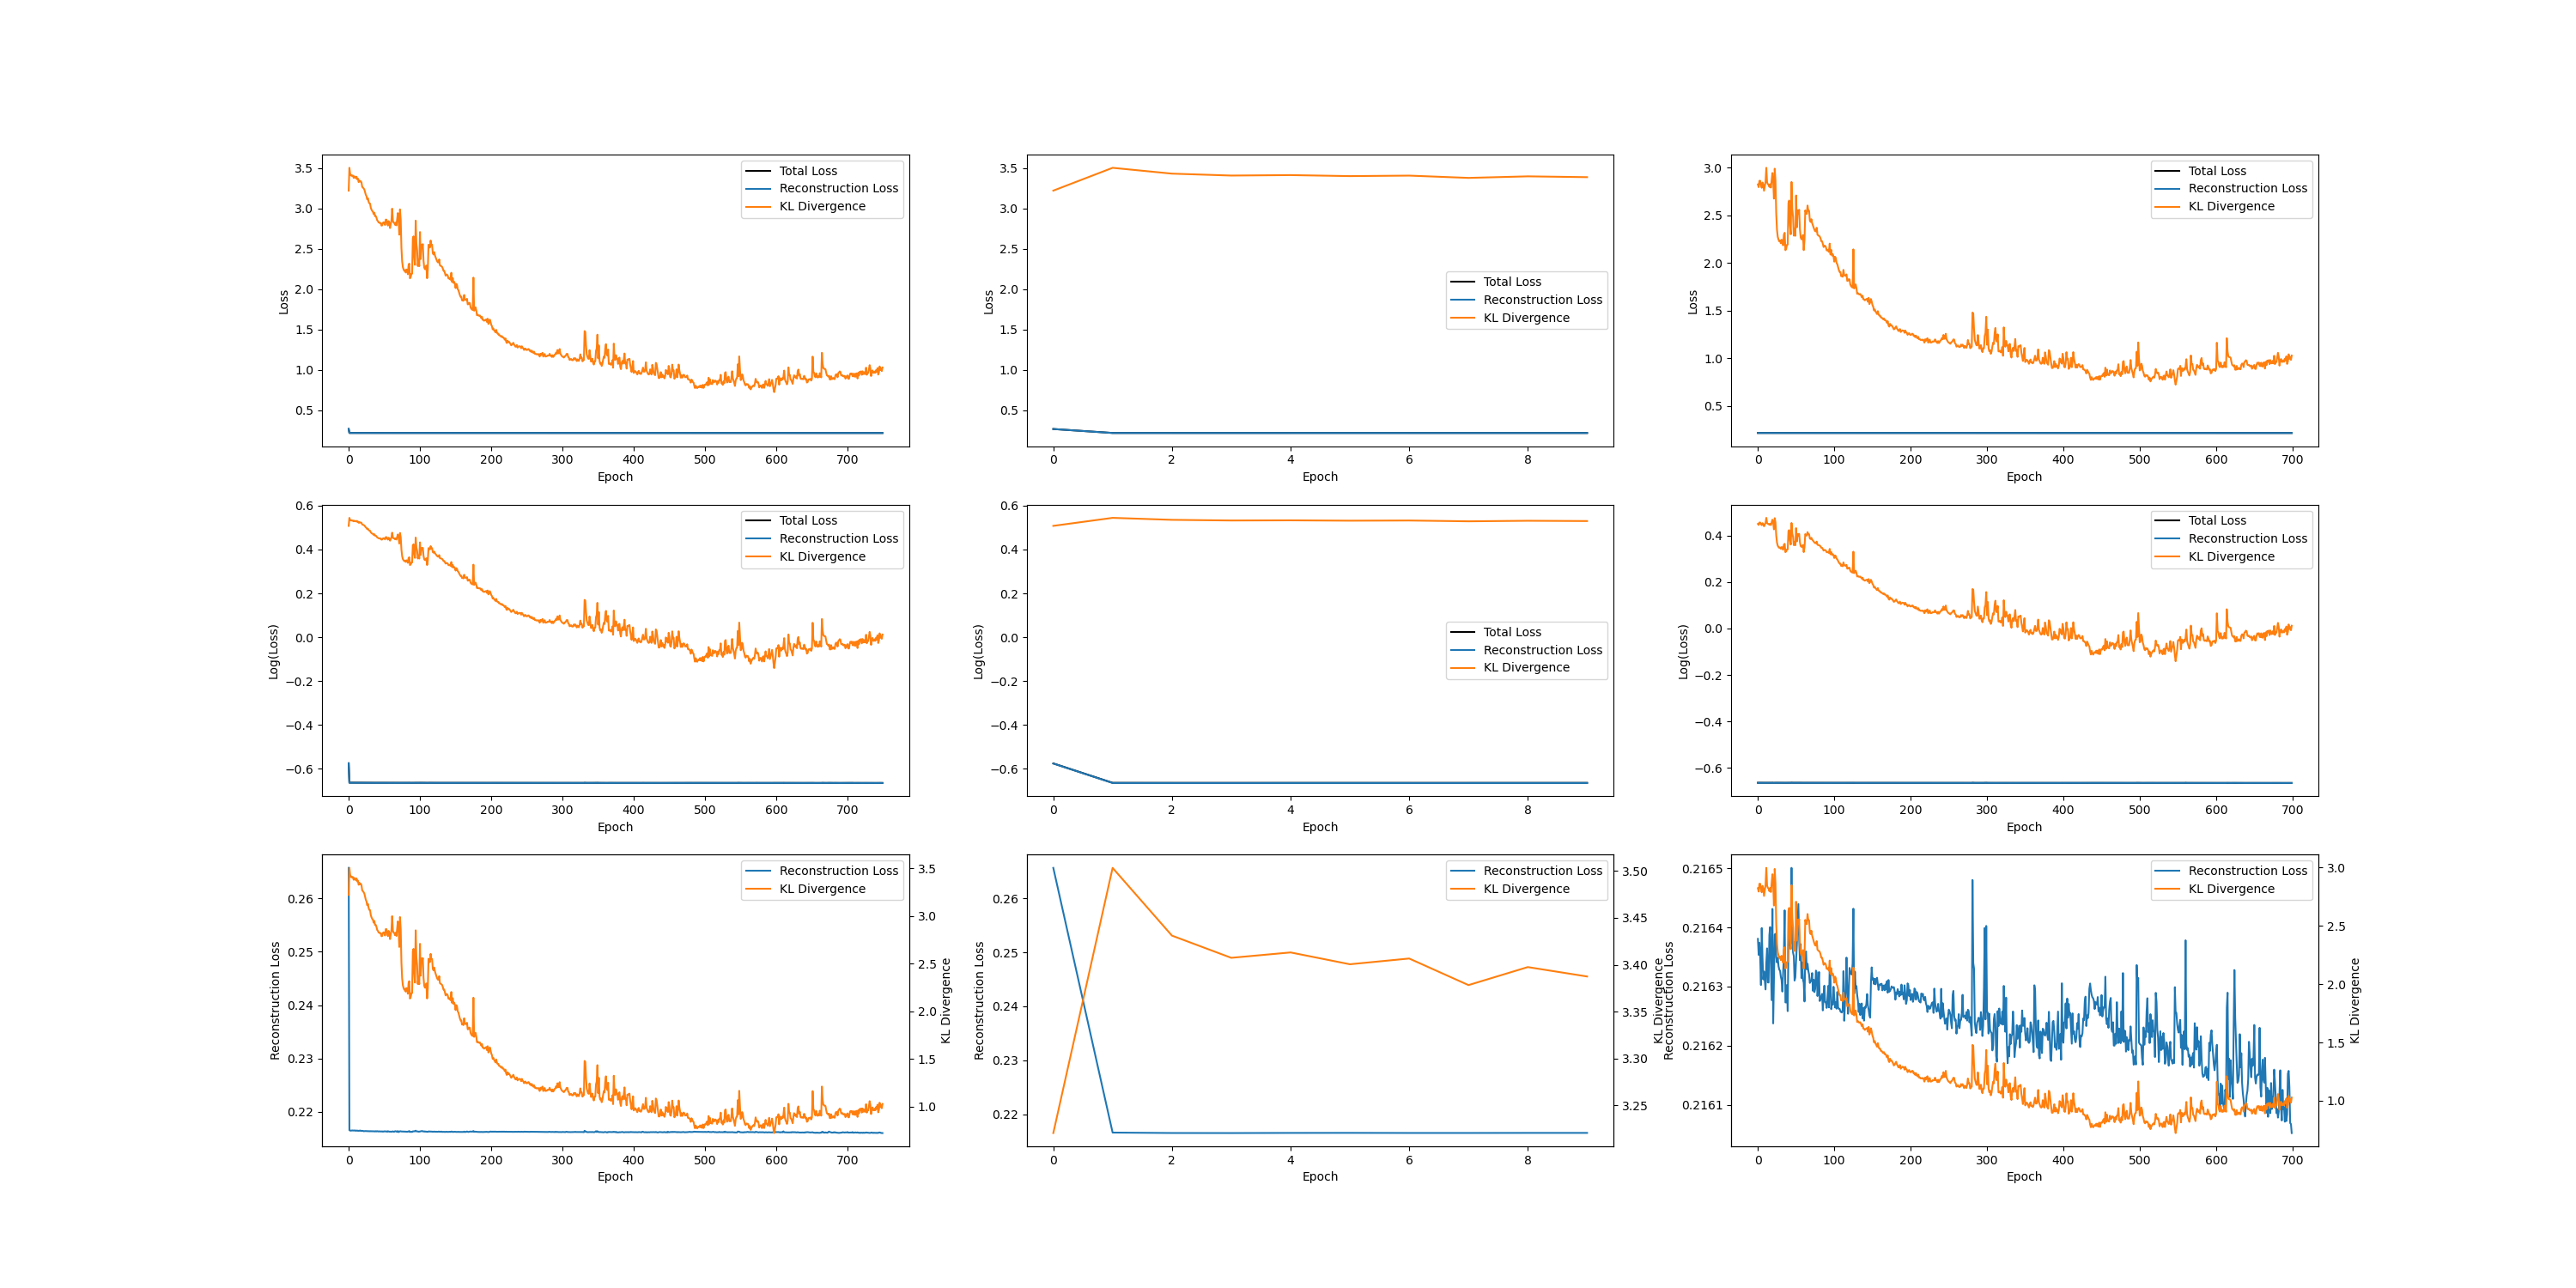 Loss
3.5
3.0
2.5
2.0
1.5
1.0
0.5
Total Loss
Reconstruction Loss
KL Divergence
0 100 200 300 400 500 600 700
Epoch
Loss
3.5
3.0
2.5
2.0
1.5
1.0
0.5
Total Loss
Reconstruction Loss
KL Divergence
0 2 4 6 8
Epoch
Loss
3.0
2.5
2.0
1.5
1.0
0.5
Total Loss
Reconstruction Loss
KL Divergence
0 100 200 300 400 500 600 700
Epoch
Log(Loss)
0.6
0.4
0.2
0.0
−0.2
−0.4
−0.6
Total Loss
Reconstruction Loss
KL Divergence
0 100 200 300 400 500 600 700
Epoch
Log(Loss)
0.6
0.4
0.2
0.0
−0.2
−0.4
−0.6
Total Loss
Reconstruction Loss
KL Divergence
0 2 4 6 8
Epoch
Log(Loss)
0.4
0.2
0.0
−0.2
−0.4
−0.6
Total Loss
Reconstruction Loss
KL Divergence
0 100 200 300 400 500 600 700
Epoch
Reconstruction Loss
0.26
0.25
0.24
0.23
0.22
Reconstruction Loss
KL Divergence
3.5
3.0
2.5
2.0
1.5
1.0
KL Divergence
0 100 200 300 400 500 600 700
Epoch
Reconstruction Loss
0.26
0.25
0.24
0.23
0.22
Reconstruction Loss
KL Divergence
3.50
3.45
3.40
3.35
3.30
3.25
KL Divergence
0 2 4 6 8
Epoch
Reconstruction Loss
0.2165
0.2164
0.2163
0.2162
0.2161
Reconstruction Loss
KL Divergence
3.0
2.5
2.0
1.5
1.0
KL Divergence
0 100 200 300 400 500 600 700
Epoch